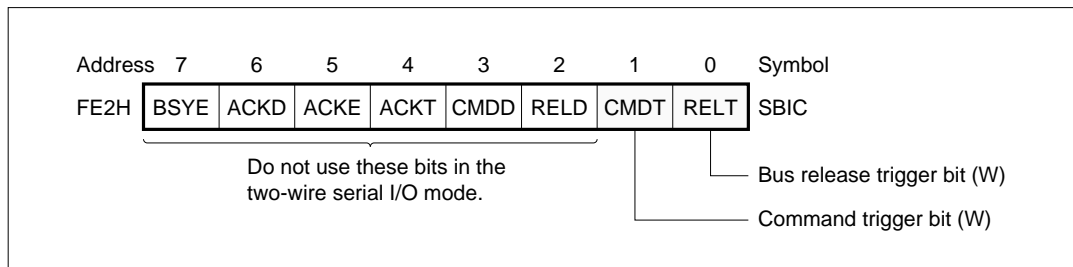 Address 7 6 5 4 3 2 1 0 Symbol
FE2H BSYE ACKD ACKE ACKT CMDD RELD CMDT RELT SBIC
Do not use these bits in the
two-wire serial I/O mode.
Bus release trigger bit (W)
Command trigger bit (W)